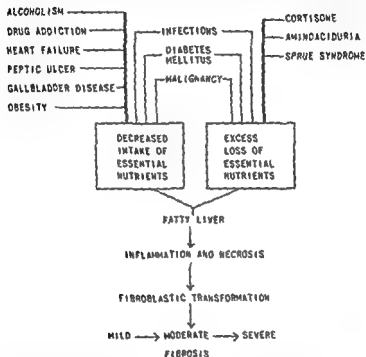 ALCOHOLISM
DRUG ADDICTION
HEART FAILURE
PEPTIC ULCER
GALLBLADDER DISEASE
OBESITY
INFECTIONS
DIABETES
MELLITUS
MALIGNANCY
CORTISONE
AMINOACIDURIA
SPRUE SYNDROME
DECREASED
INTAKE OF
ESSENTIAL
NUTRIENTS
EXCESS
LOSS OF
ESSENTIAL
NUTRIENTS
FATTY LIVER
INFLAMMATION AND NECROSIS
FIBROBLASTIC TRANSFORMATION
MILD MODERATE SEVERE
FIBROSIS